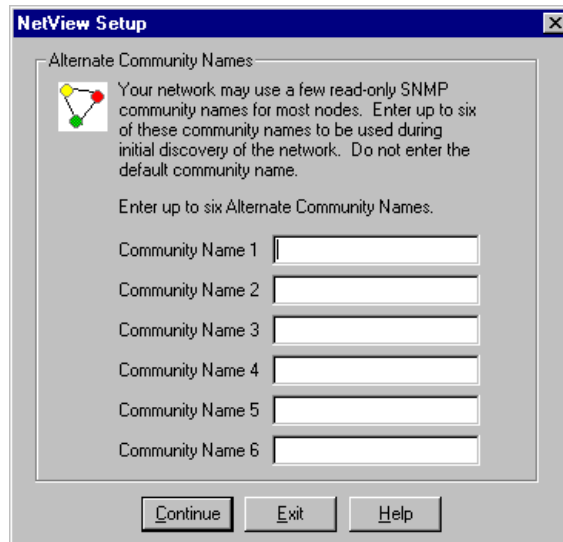 NetView Setup
Alternate Community Names
Your network may use a few read-only SNMP
community names for most nodes. Enter up to six
of these community names to be used during
initial discovery of the network. Do not enter the
default community name.
Enter up to six Alternate Community Names.
Community Name 1
Community Name 2
Community Name 3
Community Name 4
Community Name 5
Community Name 6
Continue Exit Help